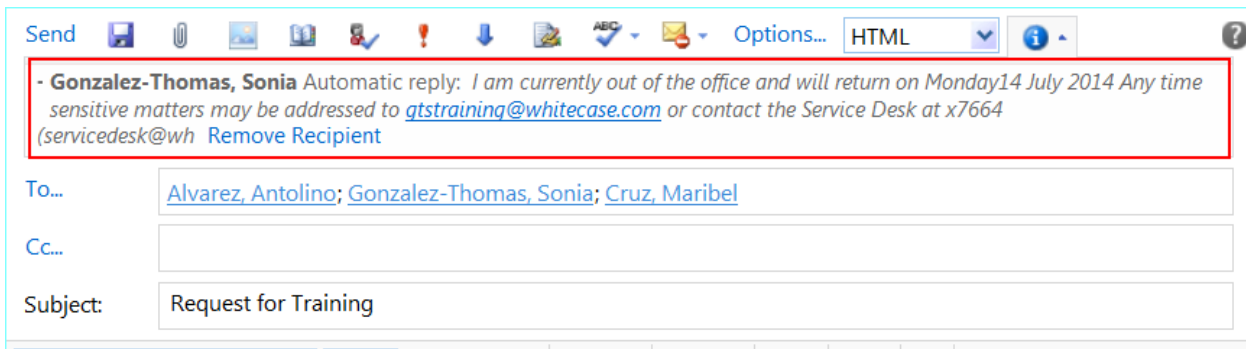 Send ABC Options... HTML
- Gonzalez-Thomas, Sonia Automatic reply: I am currently out of the office and will return on Monday14 July 2014 Any time
sensitive matters may be addressed to gtstraining@whitecase.com or contact the Service Desk at x7664
(servicedesk@wh Remove Recipient
To... Alvarez, Antolino; Gonzalez-Thomas, Sonia; Cruz, Maribel
Cc...
Subject: Request for Training